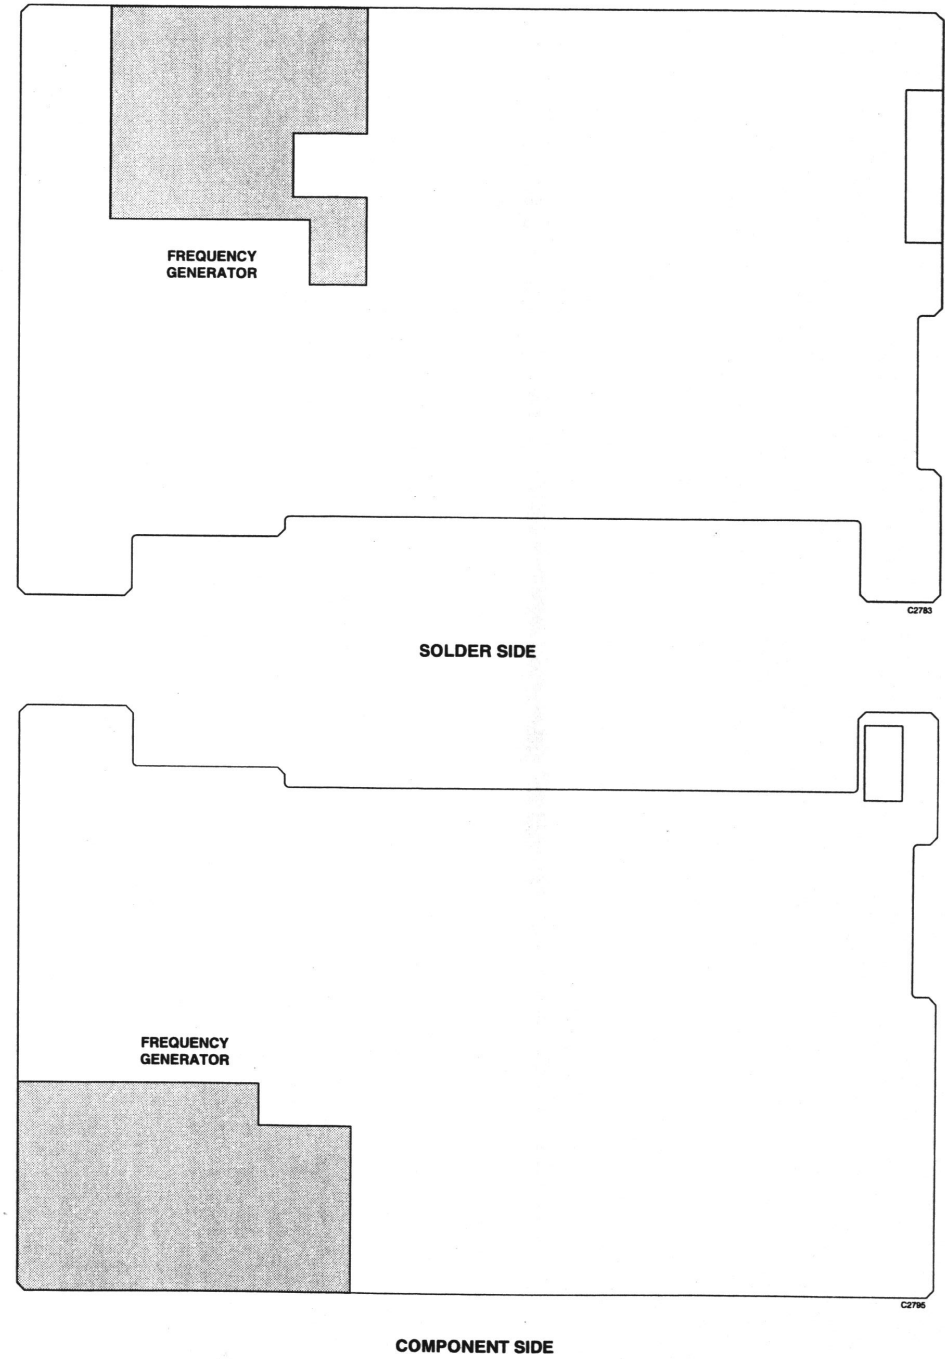 FREQUENCY
GENERATOR
C2783
SOLDER SIDE
FREQUENCY
GENERATOR
C2795
COMPONENT SIDE